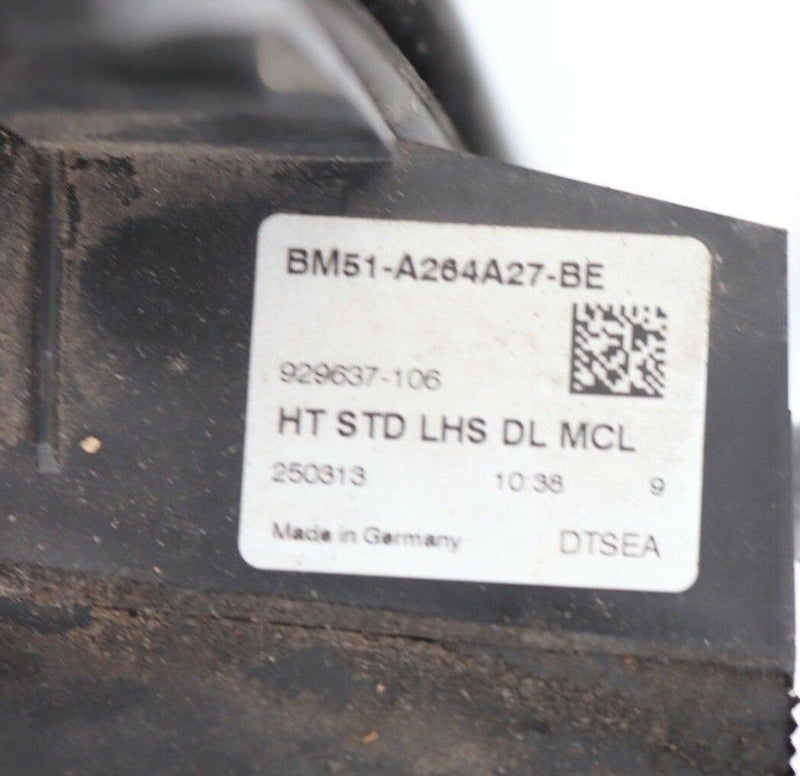 BM51-A264A27-BE
929637-106
HT STD LHS DL MCL
250313 10:38 9
Made in Germany DTSEA